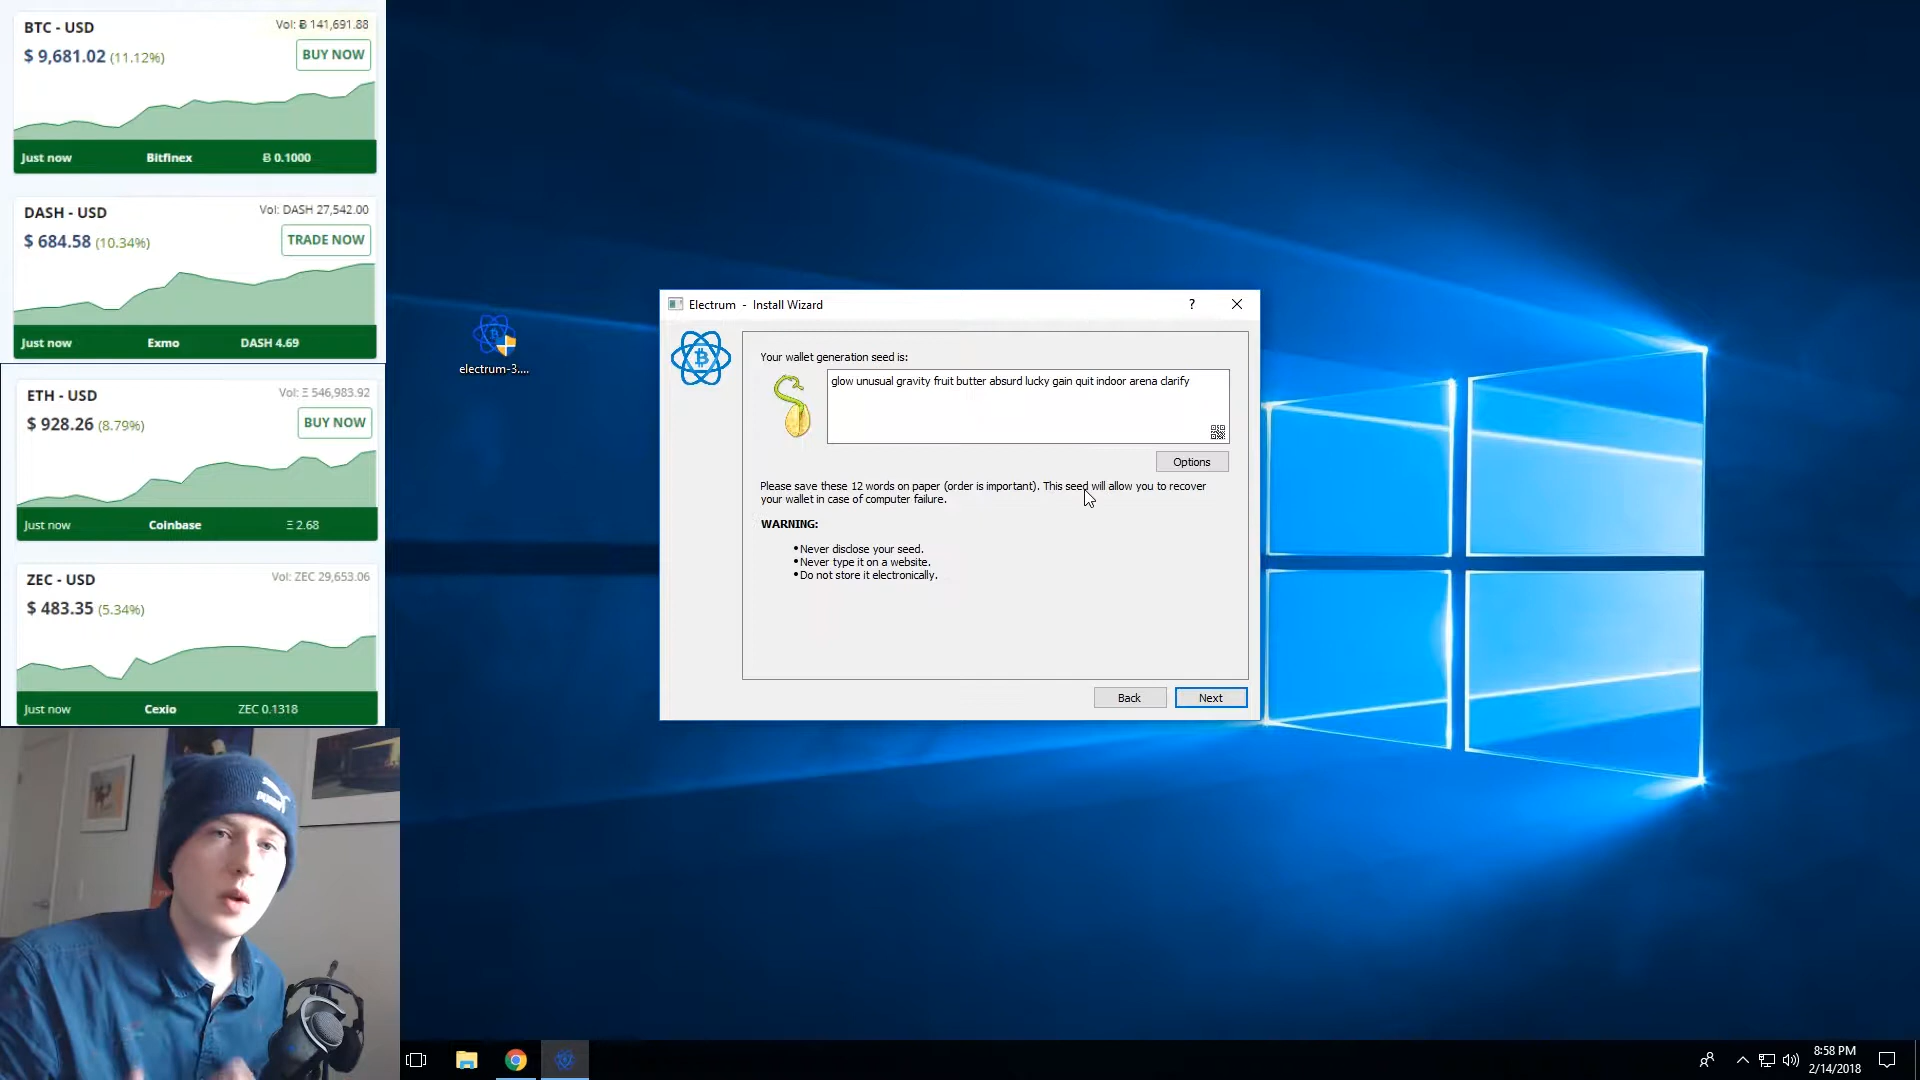 BTC - USD
Vol: Ƀ 141,691.88
$ 9,681.02 (11.12%)
BUY NOW
Just now Bitfinex Ƀ 0.1000
DASH - USD
Vol: DASH 27,542.00
$ 684.58 (10.34%)
TRADE NOW
Just now Exmo DASH 4.69
ETH - USD
Vol: Ξ 546,983.92
$ 928.26 (8.79%)
BUY NOW
Just now Coinbase Ξ 2.68
ZEC - USD
Vol: ZEC 29,653.06
$ 483.35 (5.34%)
Just now Cexio ZEC 0.1318
PUMA
electrum-3....
Electrum - Install Wizard
?
Your wallet generation seed is:
glow unusual gravity fruit butter absurd lucky gain quit indoor arena clarify
Options
Please save these 12 words on paper (order is important). This seed will allow you to recover
your wallet in case of computer failure.
WARNING:
• Never disclose your seed.
• Never type it on a website.
• Do not store it electronically.
Back
Next
8:58 PM
2/14/2018